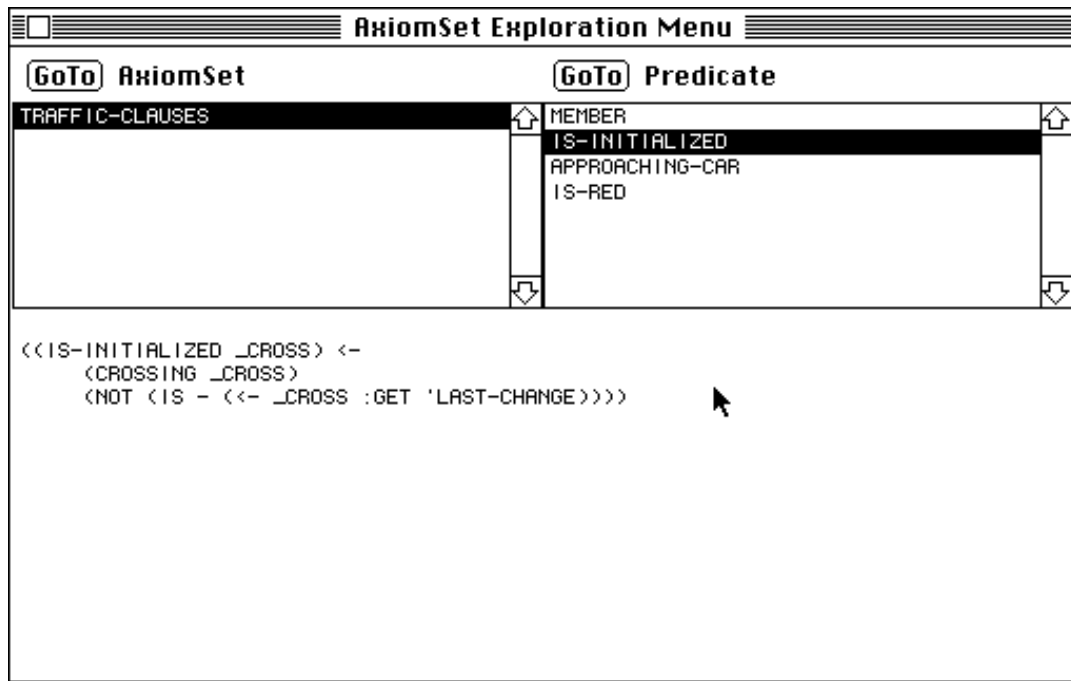 AxiomSet Exploration Menu
GoTo AxiomSet
GoTo Predicate
TRAFFIC-CLAUSES
MEMBER
IS-INITIALIZED
APPROACHING-CAR
IS-RED
((IS-INITIALIZED _CROSS) <-
(CROSSING _CROSS)
(NOT (IS - (<- _CROSS :GET 'LAST-CHANGE))))